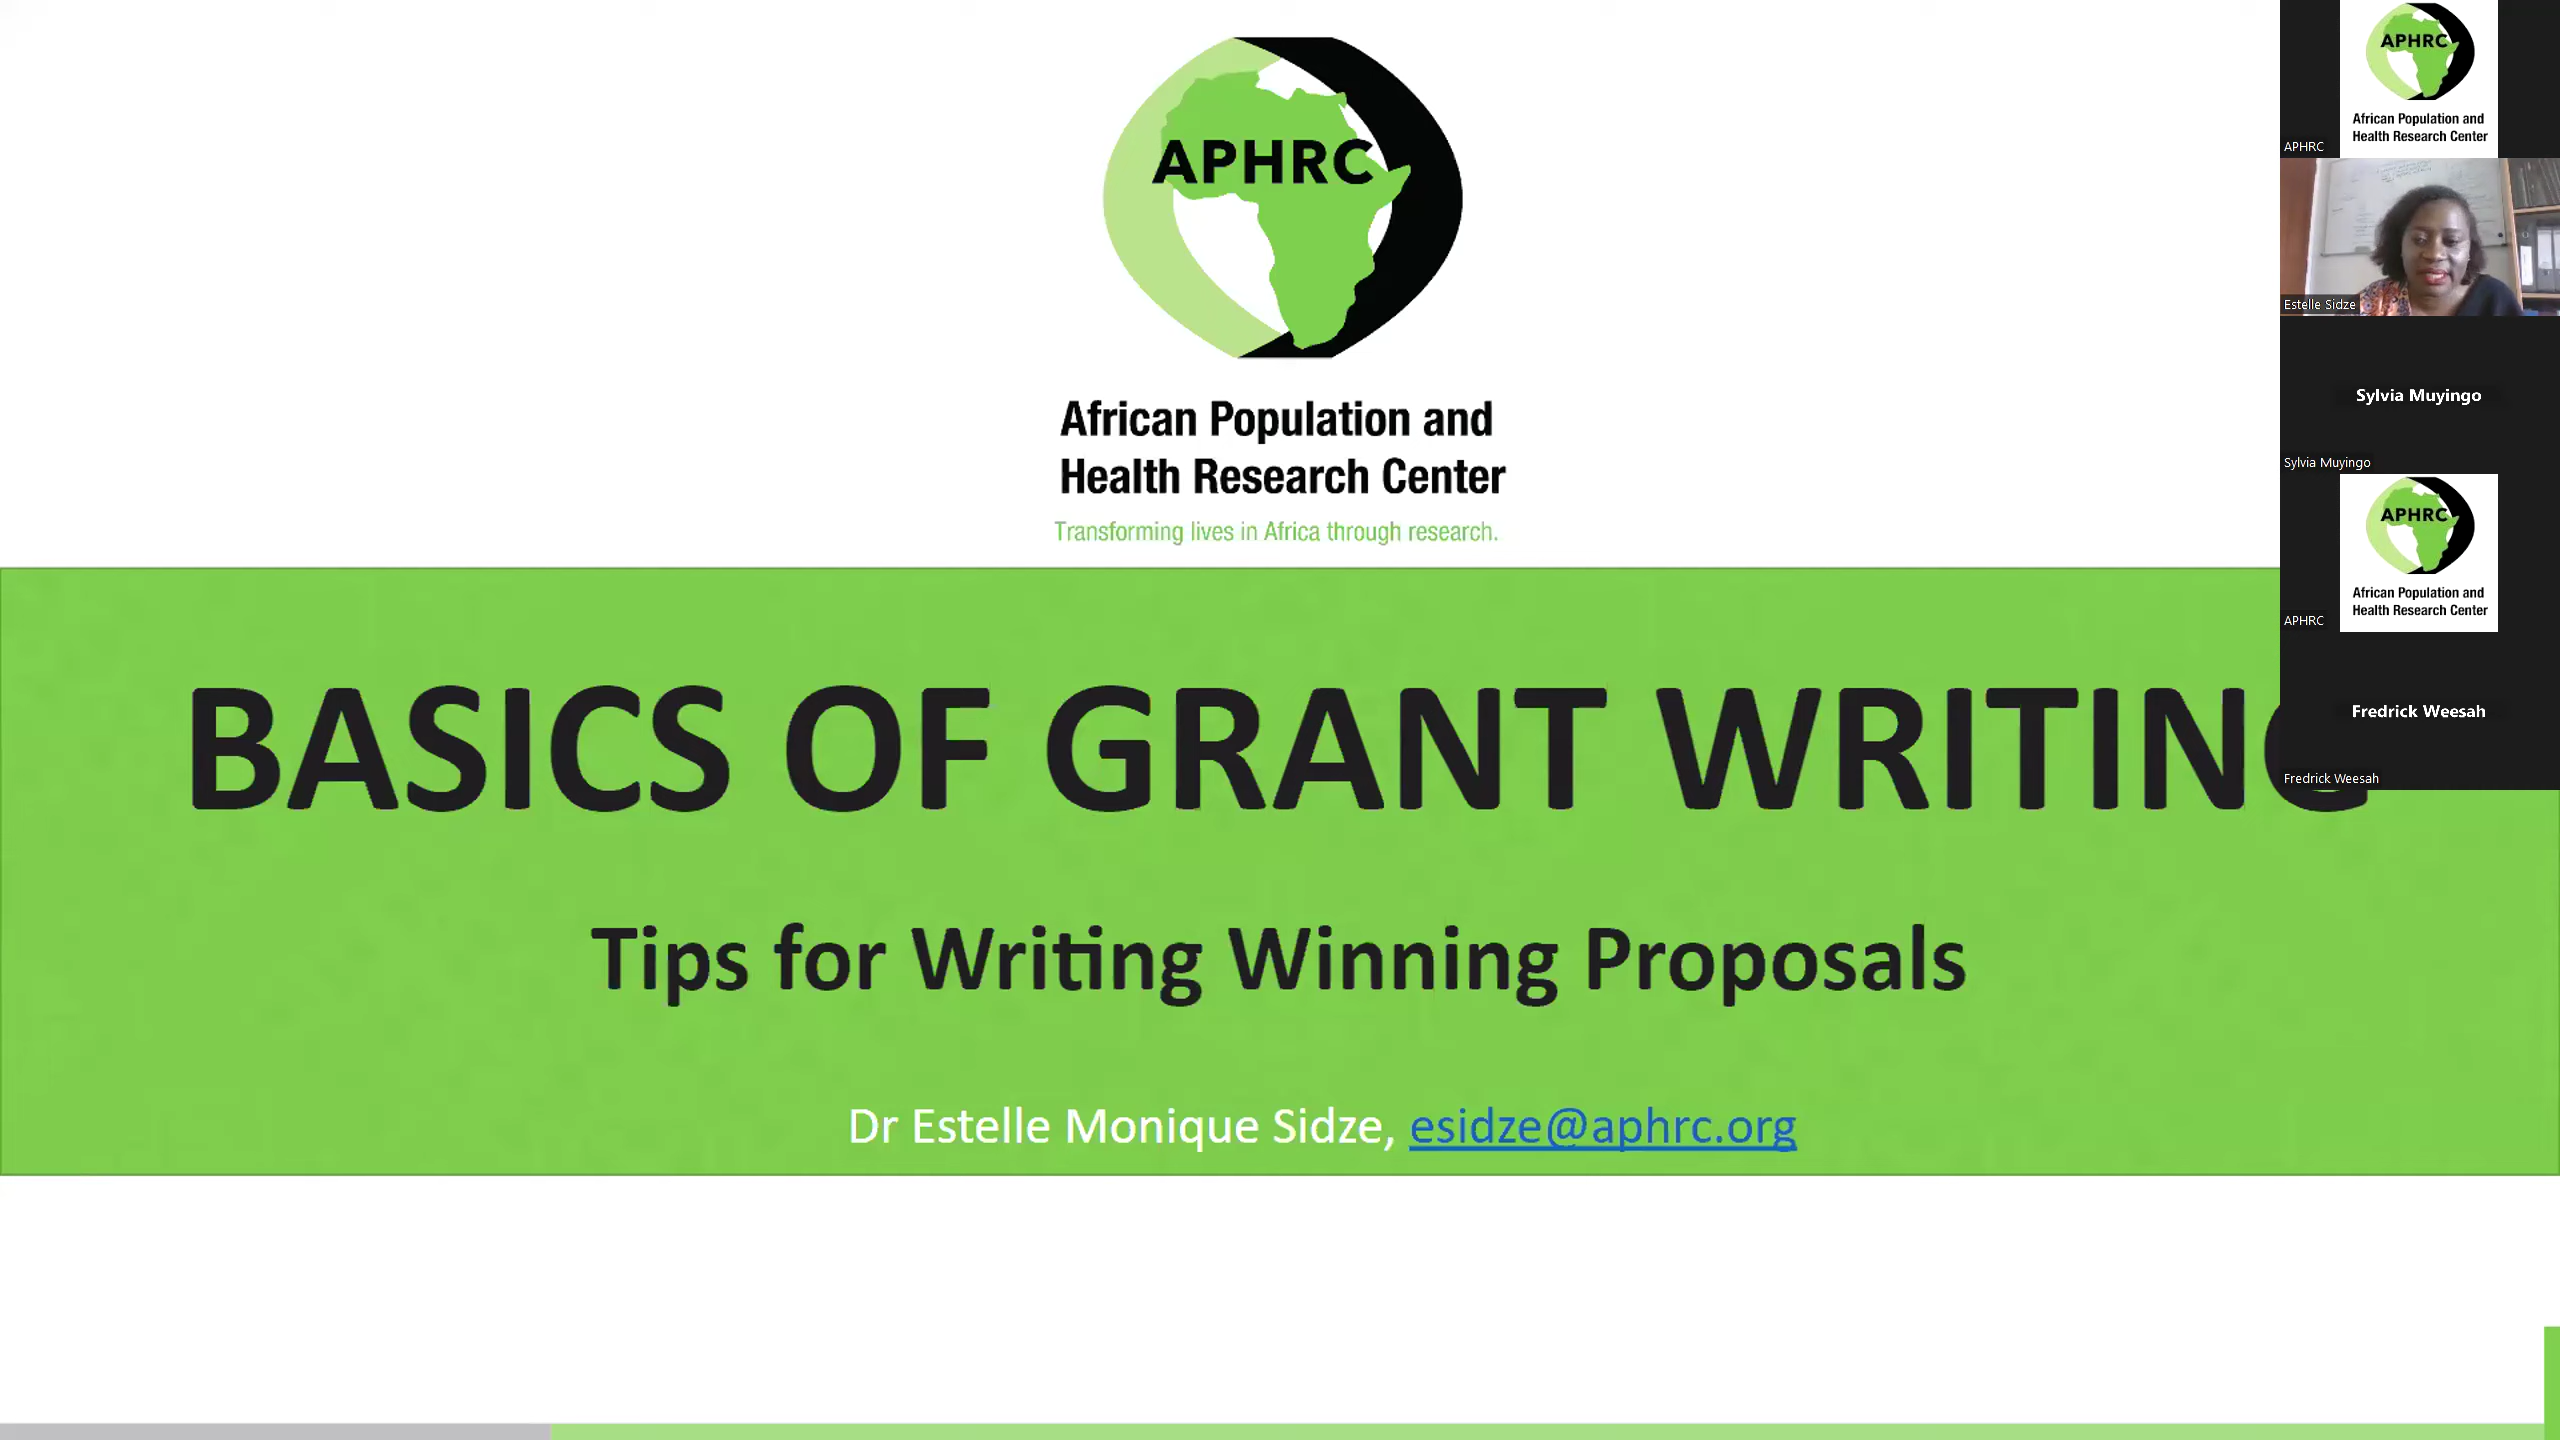 APHRC
African Population and
Health Research Center
Transforming lives in Africa through research.
BASICS OF GRANT WRITING
Tips for Writing Winning Proposals
Dr Estelle Monique Sidze, esidze@aphrc.org
APHRC
African Population and
Health Research Center
APHRC
Estelle Sidze
Sylvia Muyingo
Sylvia Muyingo
APHRC
African Population and
Health Research Center
APHRC
Fredrick Weesah
Fredrick Weesah